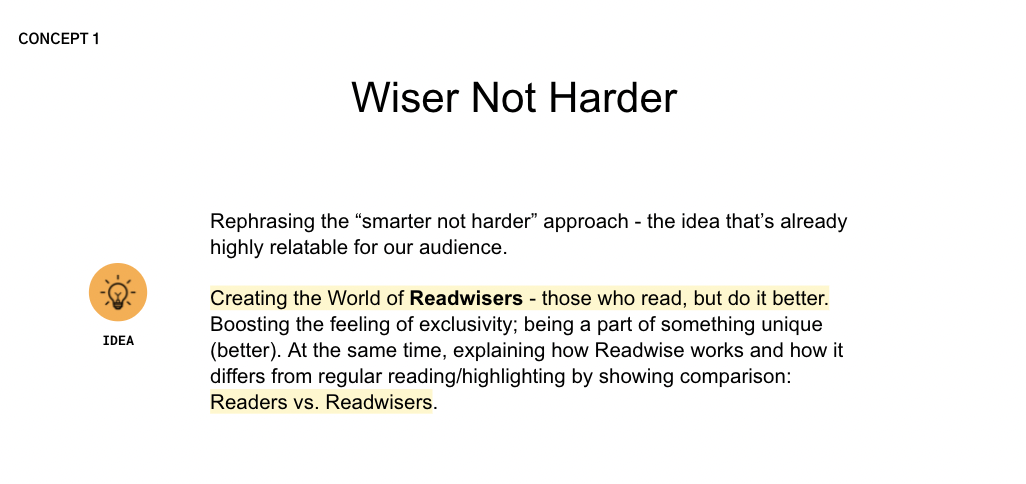 CONCEPT 1
Wiser Not Harder
Rephrasing the “smarter not harder” approach - the idea that’s already
highly relatable for our audience.
IDEA
Creating the World of Readwisers - those who read, but do it better.
Boosting the feeling of exclusivity; being a part of something unique
(better). At the same time, explaining how Readwise works and how it
differs from regular reading/highlighting by showing comparison:
Readers vs. Readwisers.